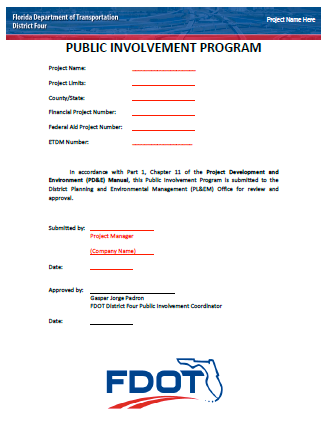 Florida Department of Transportation
District Four
Project Name Here
PUBLIC INVOLVEMENT PROGRAM
Project Name:
Project Limits:
County/State:
Financial Project Number:
Federal Aid Project Number:
ETDM Number:
In accordance with Part 1, Chapter 11 of the Project Development and
Environment (PD&E) Manual, this Public Involvement Program is submitted to the
District Planning and Environmental Management (PL&EM) Office for review and
approval.
Submitted by:
Project Manager
(Company Name)
Date:
Approved by:
Gaspar Jorge Padron
FDOT District Four Public Involvement Coordinator
Date:
FDOT